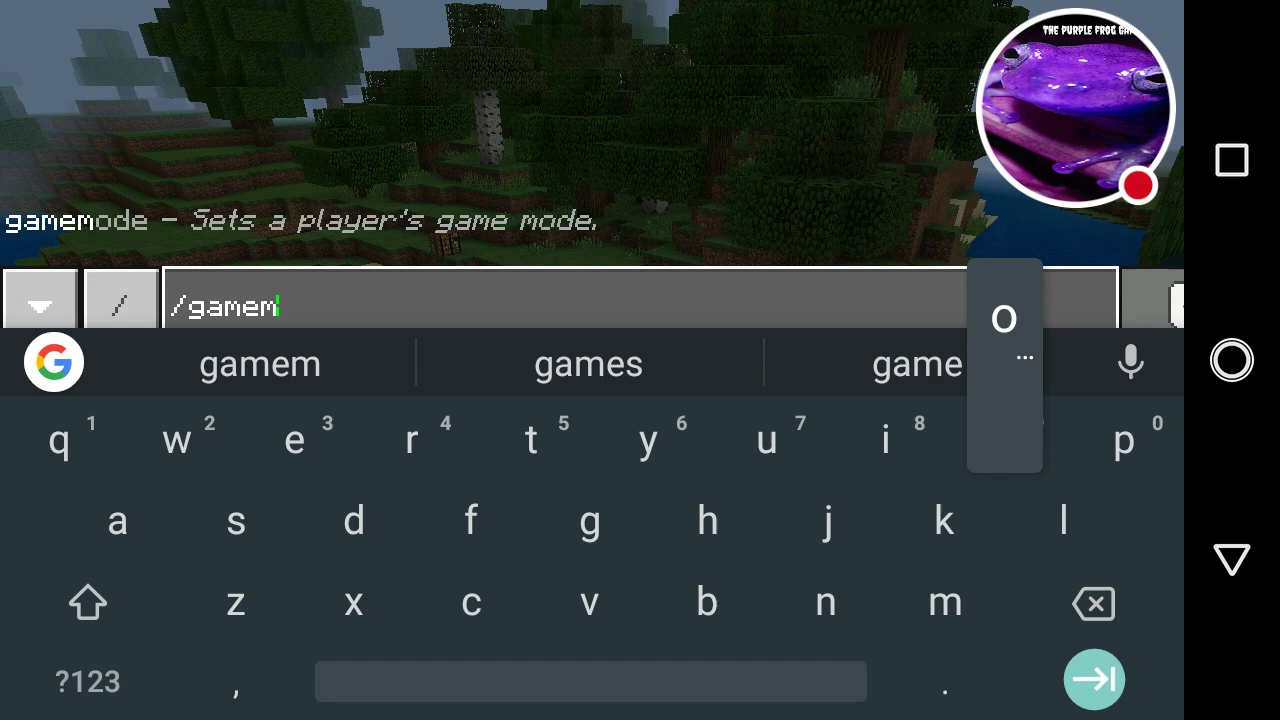 THE PURPLE FROG GA
gamemode - Sets a player's game mode.
/
/gamem
o
...
gamem games game
q 1 w 2 e 3 r 4 t 5 y 6 u 7 i 8 p 0
a s d f g h j k l
z x c v b n m
?123 , .